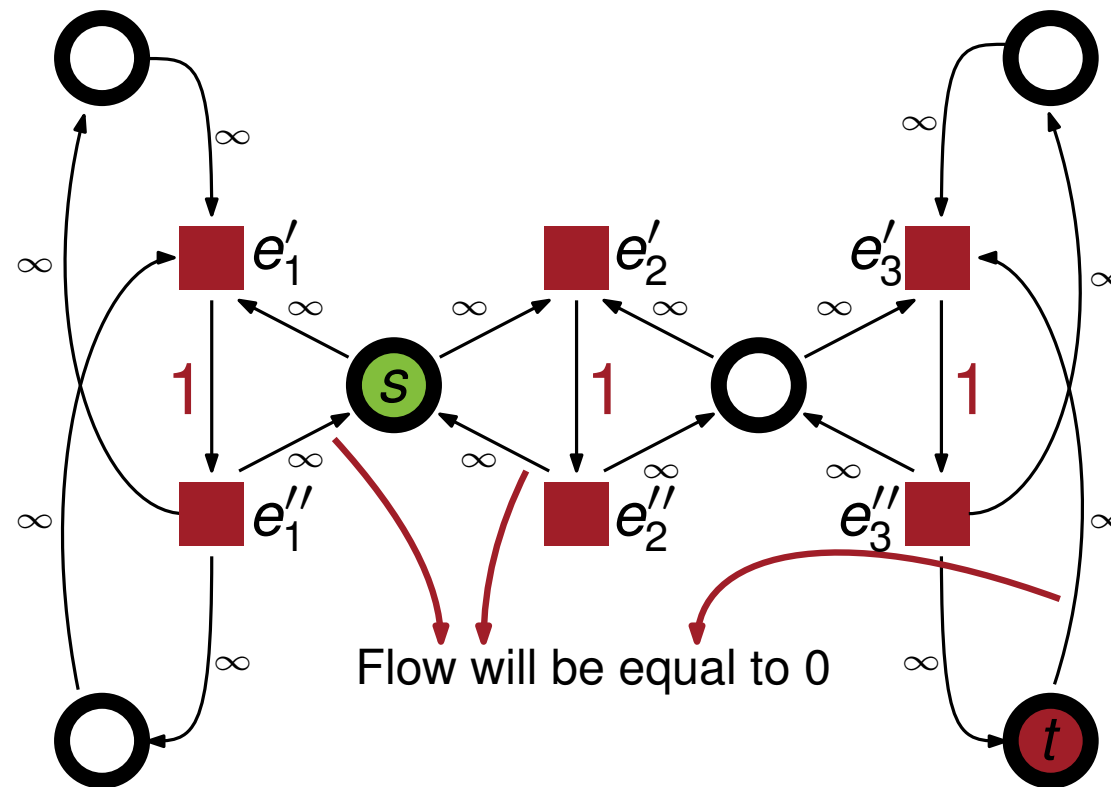 ∞ ∞
∞ e′₁ e′₂ e′₃ ∞
∞ ∞ ∞ ∞
1 s 1 1
∞ ∞ ∞ ∞
∞ e″₁ e″₂ e″₃ ∞
∞ Flow will be equal to 0 ∞
t